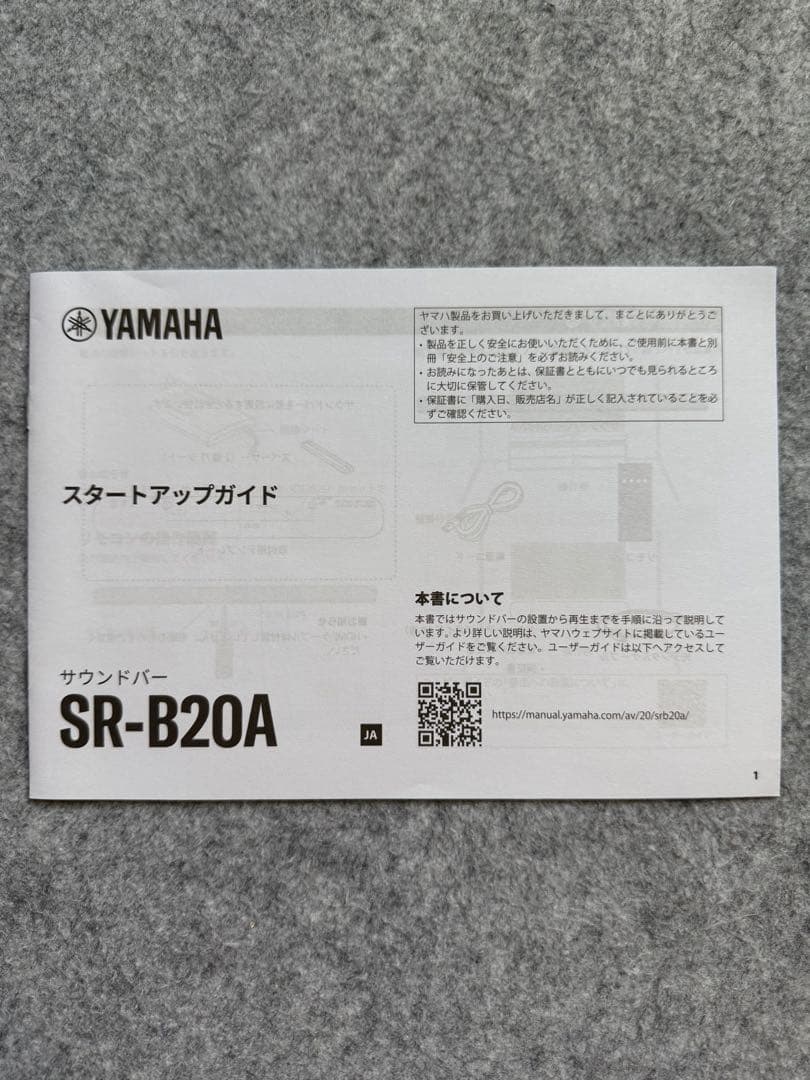 YAMAHA
スタートアップガイド
サウンドバー
SR-B20A
JA
ヤマハ製品をお買い上げいただきまして、まことにありがとうご
ざいます。
・製品を正しく安全にお使いいただくために、ご使用前に本書と別
冊「安全上のご注意」を必ずお読みください。
・お読みになったあとは、保証書とともにいつでも見られるところ
に大切に保管してください。
・保証書に「購入日、販売店名」が正しく記入されていることを必
ずご確認ください。
本書について
本書ではサウンドバーの設置から再生までを手順に沿って説明して
います。より詳しい説明は、ヤマハウェブサイトに掲載しているユー
ザーガイドをご覧ください。ユーザーガイドは以下へアクセスして
ご覧いただけます。
https://manual.yamaha.com/av/20/srb20a/
1